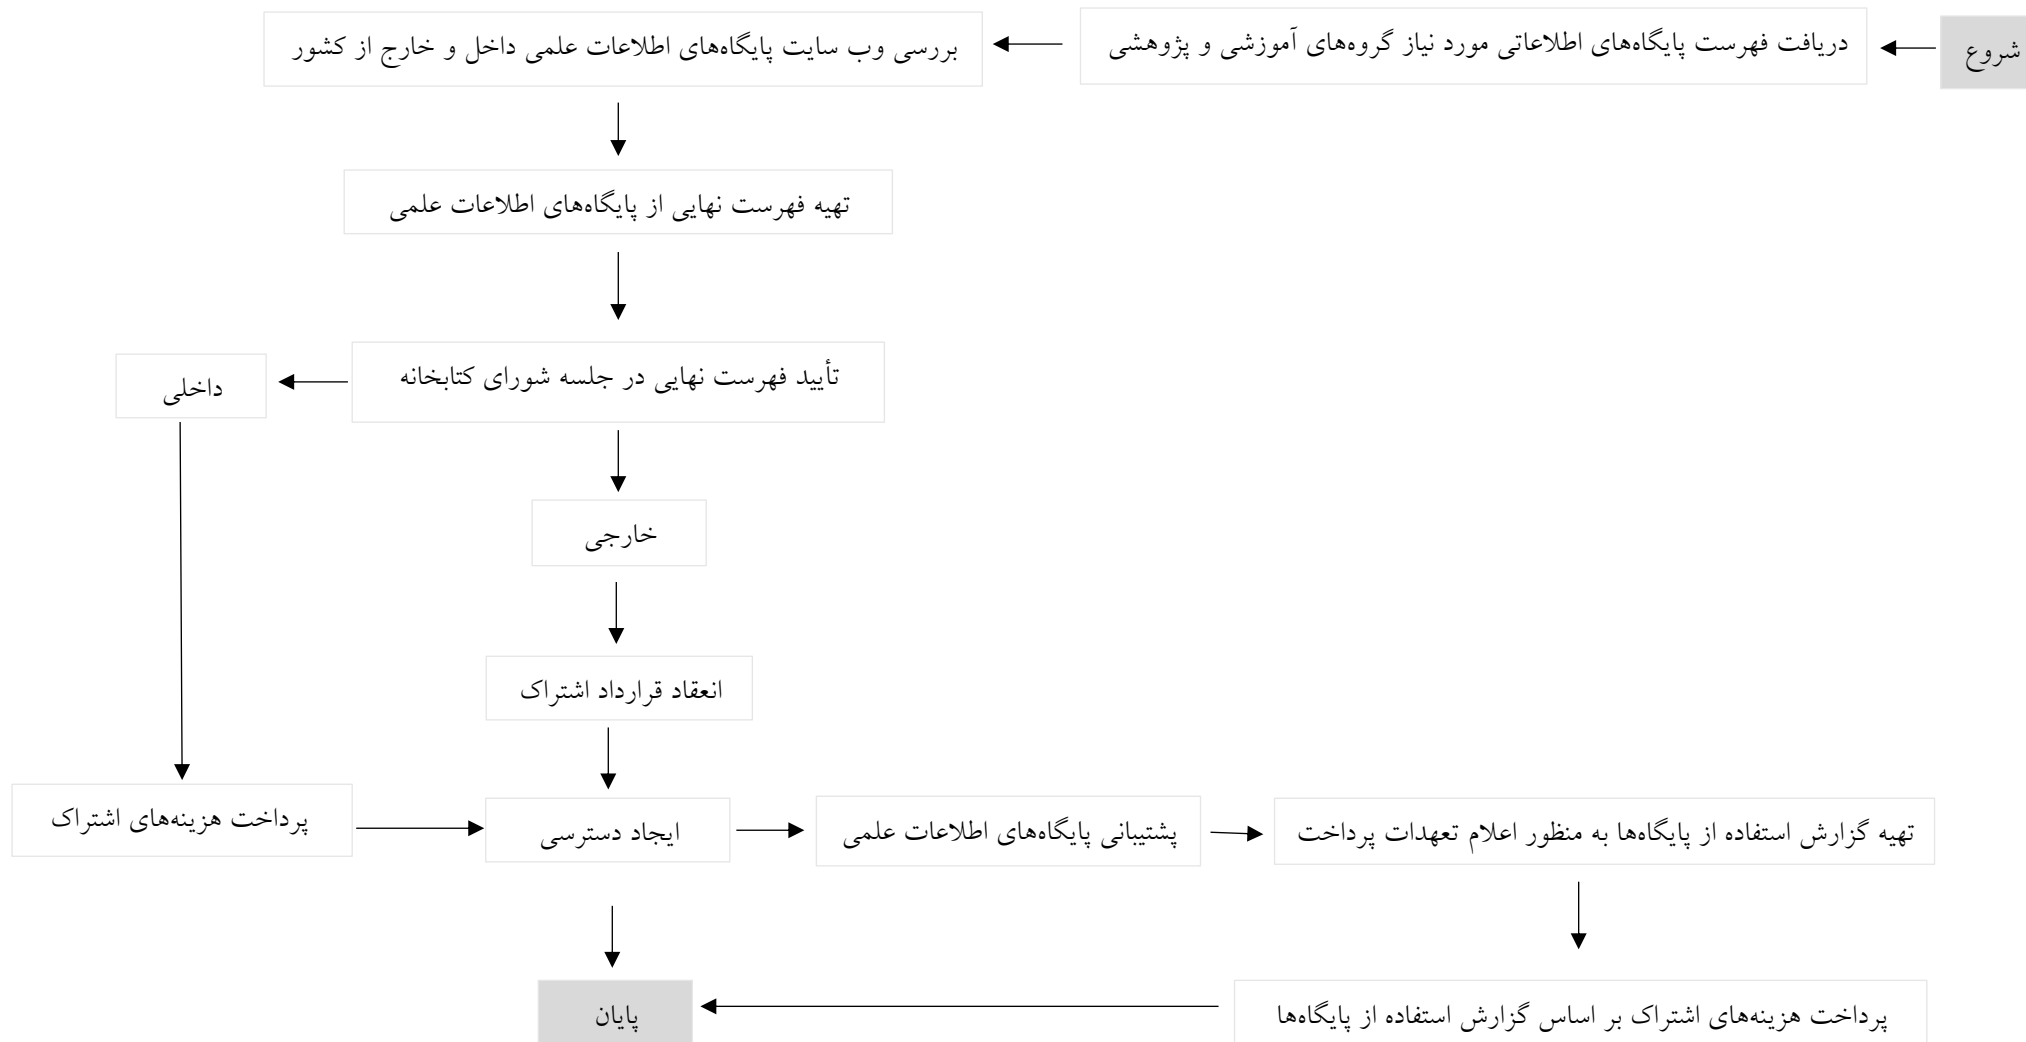 شروع
دریافت فهرست پایگاه‌های اطلاعاتی مورد نیاز گروه‌های آموزشی و پژوهشی
بررسی وب سایت پایگاه‌های اطلاعات علمی داخل و خارج از کشور
تهیه فهرست نهایی از پایگاه‌های اطلاعات علمی
تأیید فهرست نهایی در جلسه شورای کتابخانه
داخلی
خارجی
انعقاد قرارداد اشتراک
پرداخت هزینه‌های اشتراک
ایجاد دسترسی
پشتیبانی پایگاه‌های اطلاعات علمی
تهیه گزارش استفاده از پایگاه‌ها به منظور اعلام تعهدات پرداخت
پرداخت هزینه‌های اشتراک بر اساس گزارش استفاده از پایگاه‌ها
پایان